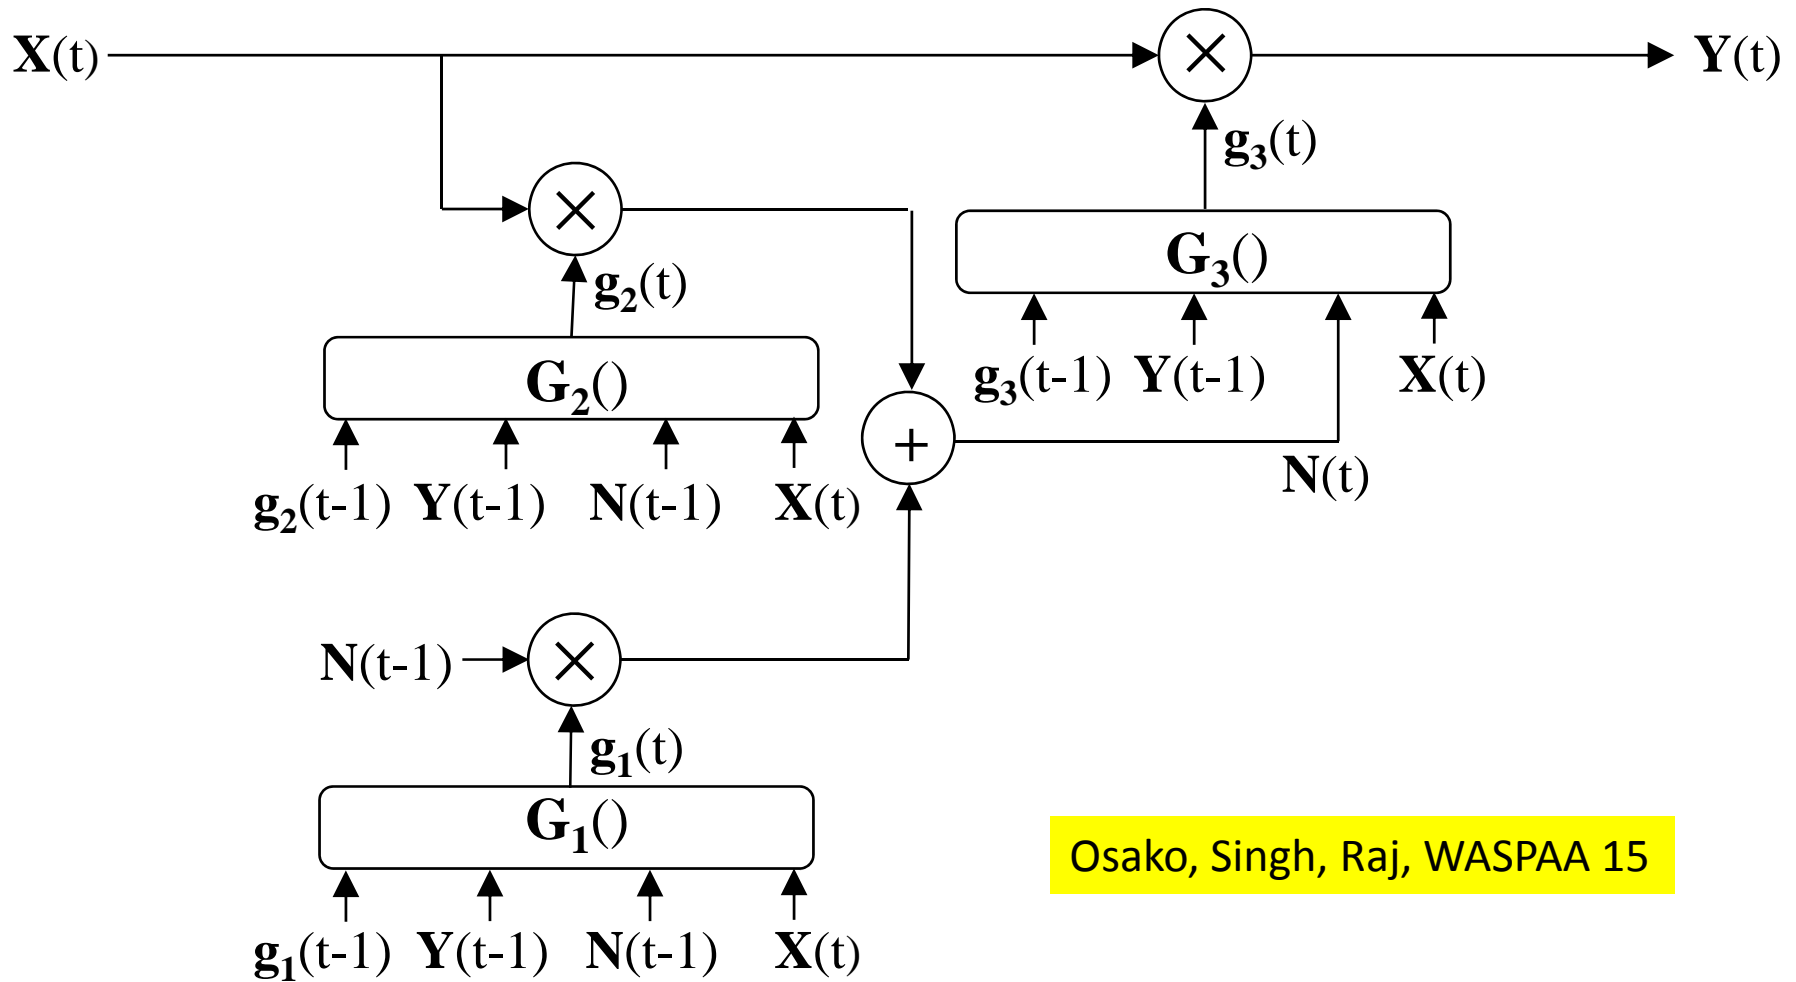 X(t) Y(t)
×
g₃(t)
×
G₃()
g₂(t)
G₂()
g₃(t-1) Y(t-1) X(t)
+
N(t)
g₂(t-1) Y(t-1) N(t-1) X(t)
N(t-1) ×
g₁(t)
G₁()
Osako, Singh, Raj, WASPAA 15
g₁(t-1) Y(t-1) N(t-1) X(t)